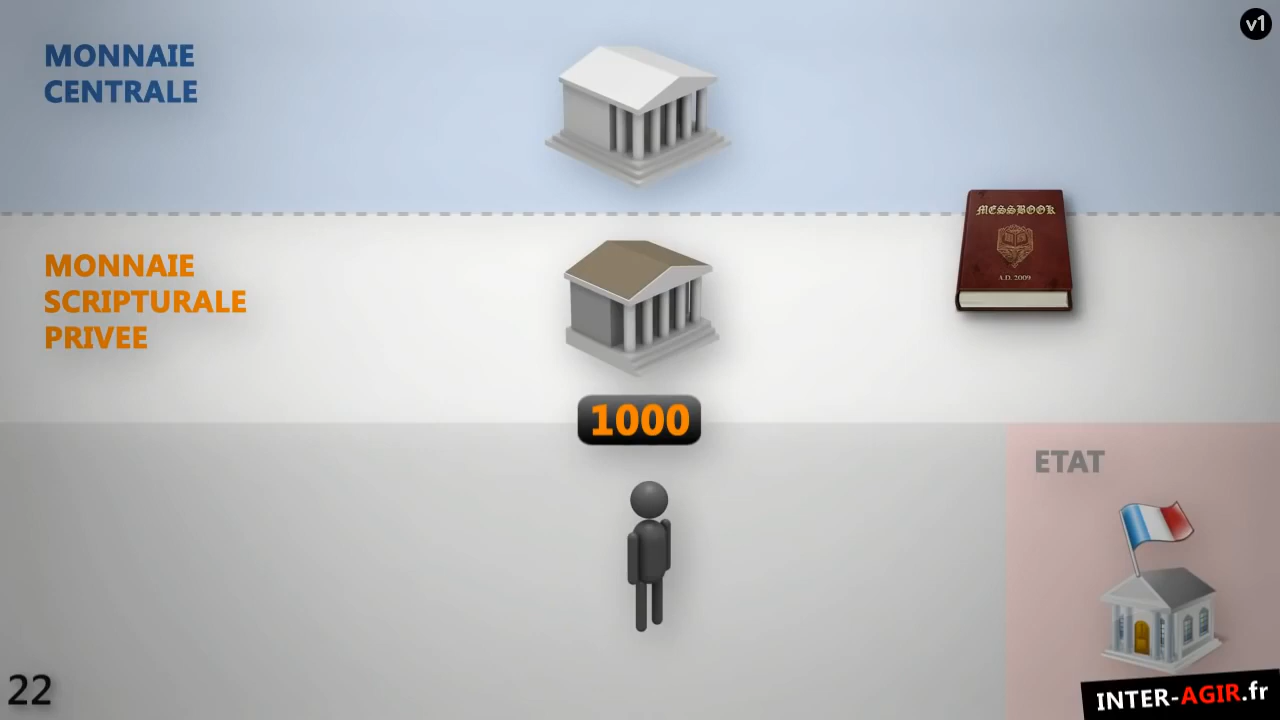 v1
MONNAIE
CENTRALE
MESSBOOK
A.D. 2009
MONNAIE
SCRIPTURALE
PRIVEE
1000
ETAT
22
INTER-AGIR.fr